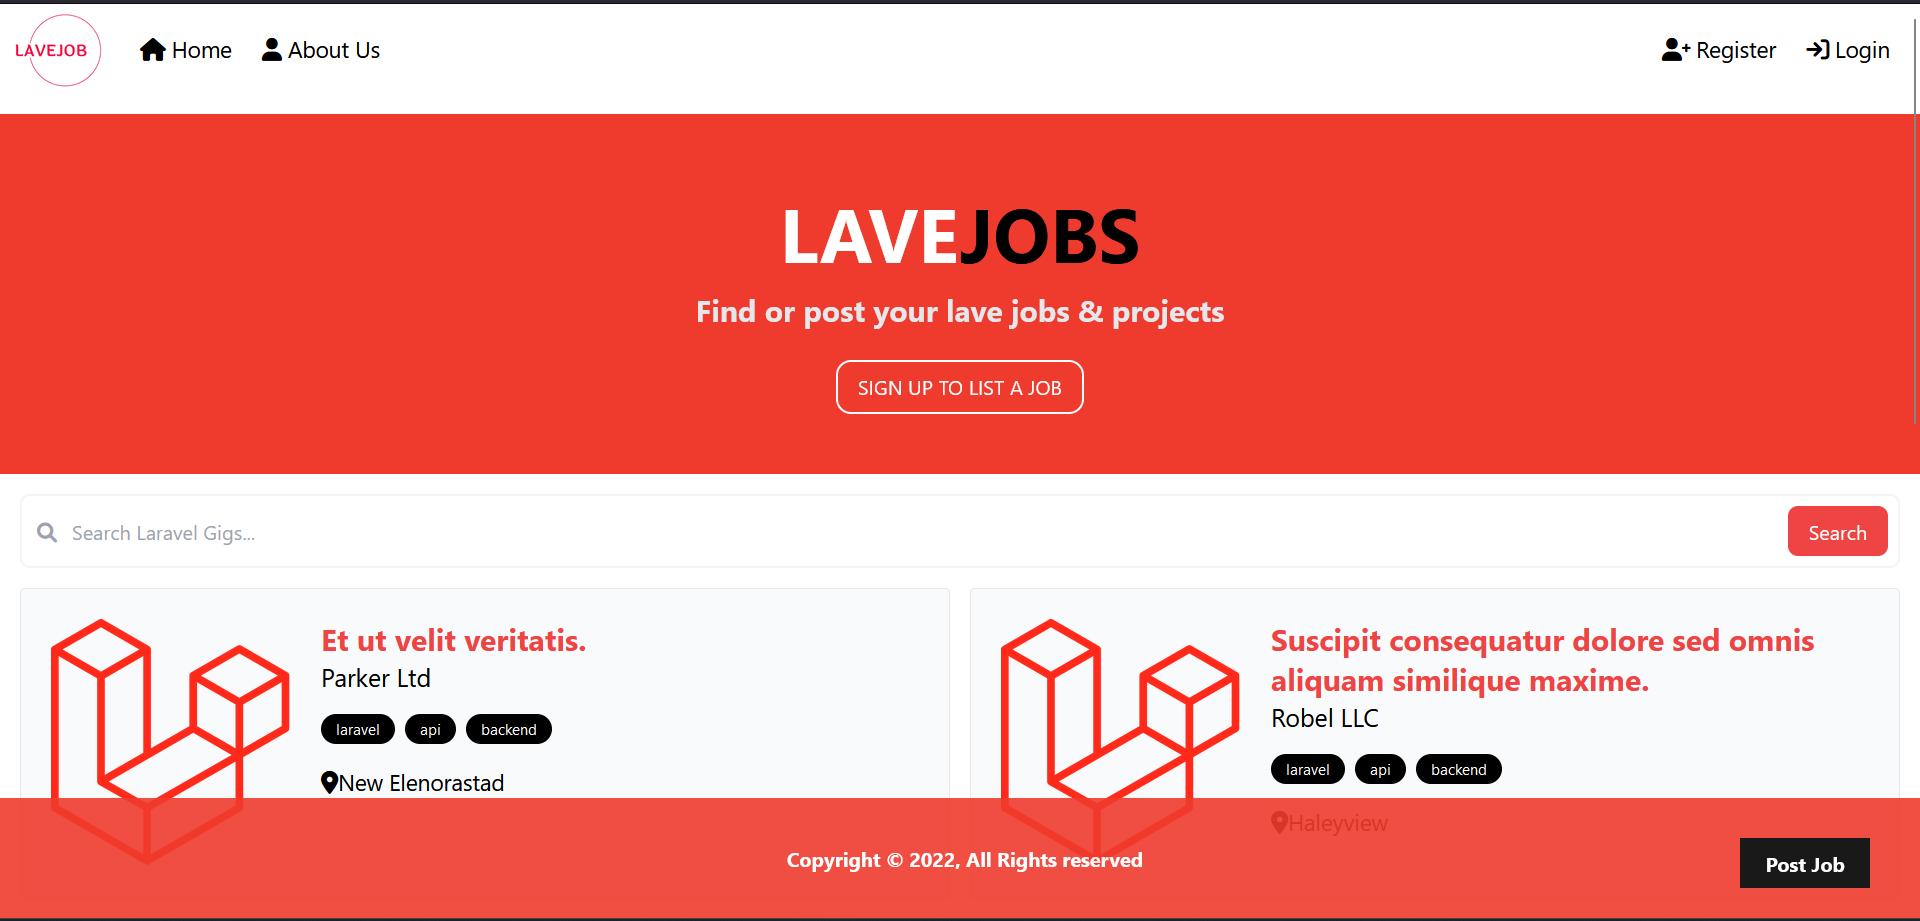 LAVEJOB
Home
About Us
Register
Login
LAVEJOBS
Find or post your lave jobs & projects
SIGN UP TO LIST A JOB
Search Laravel Gigs...
Search
Et ut velit veritatis.
Parker Ltd
laravel api backend
New Elenorastad
Suscipit consequatur dolore sed omnis
aliquam similique maxime.
Robel LLC
laravel api backend
Haleyview
Copyright © 2022, All Rights reserved
Post Job